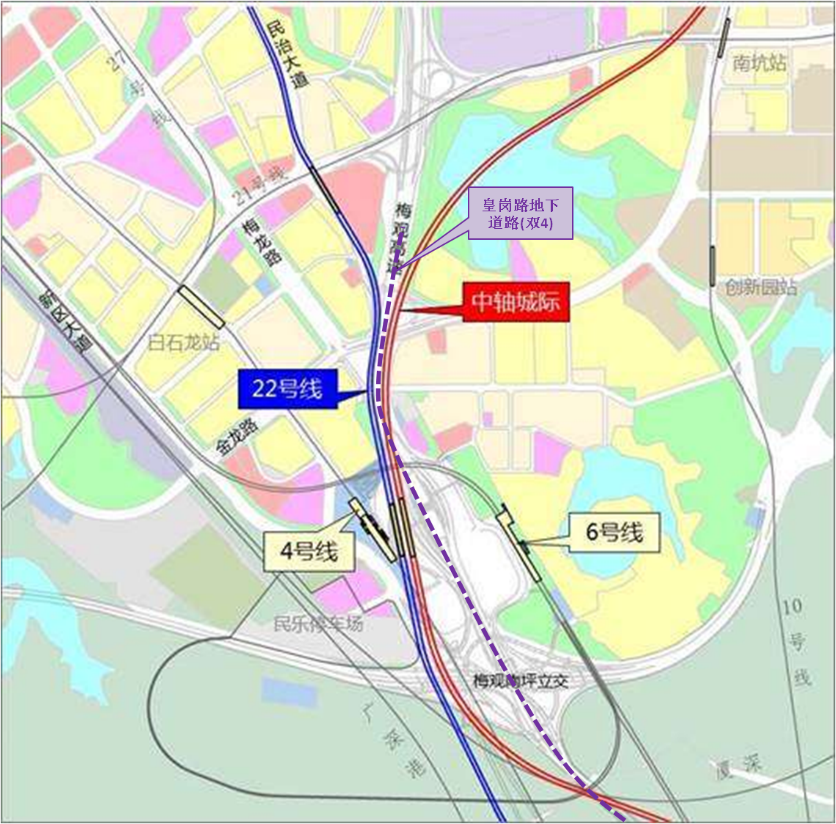 民治大道
27号线
南坑站
21号线
皇岗路地下
道路(双4)
梅观高速
梅龙路
中轴城际
创新园站
新区大道
白石龙站
22号线
金龙路
4号线
6号线
10号线
民乐停车场
梅观南坪立交
广深港
厦深